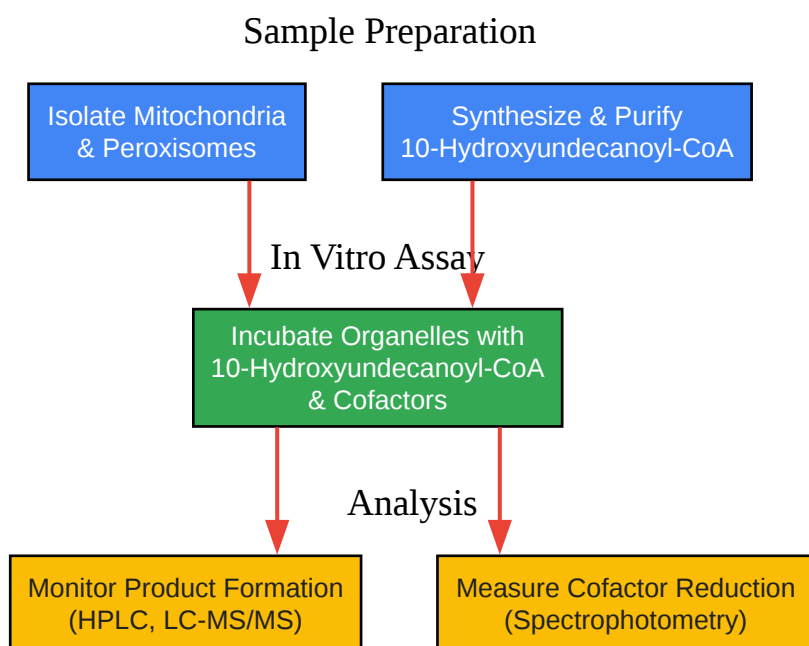 Sample Preparation
Isolate Mitochondria
& Peroxisomes
Synthesize & Purify
10-Hydroxyundecanoyl-CoA
In Vitro Assay
Incubate Organelles with
10-Hydroxyundecanoyl-CoA
& Cofactors
Analysis
Monitor Product Formation
(HPLC, LC-MS/MS)
Measure Cofactor Reduction
(Spectrophotometry)